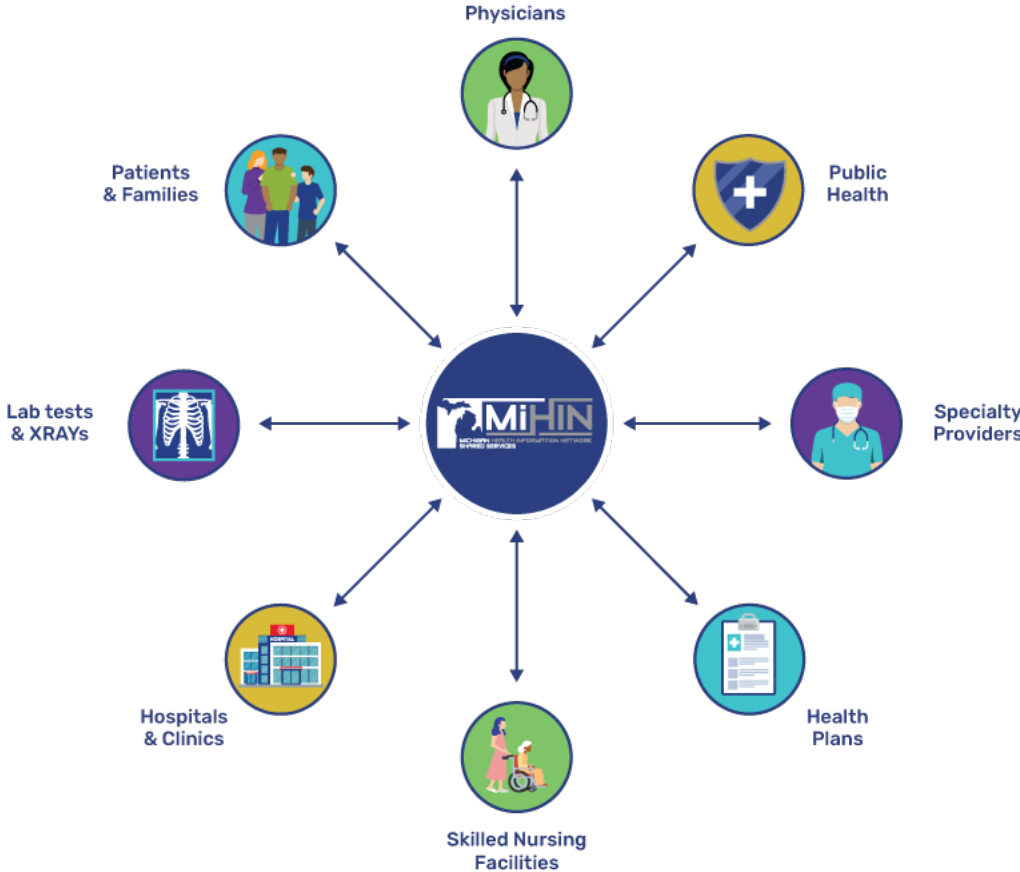 Physicians
Patients
& Families
Public
Health
MiHIN
MICHIGAN HEALTH INFORMATION NETWORK
SHARED SERVICES
Lab tests
& XRAYs
Specialty
Providers
HOSPITAL
Hospitals
& Clinics
Health
Plans
Skilled Nursing
Facilities